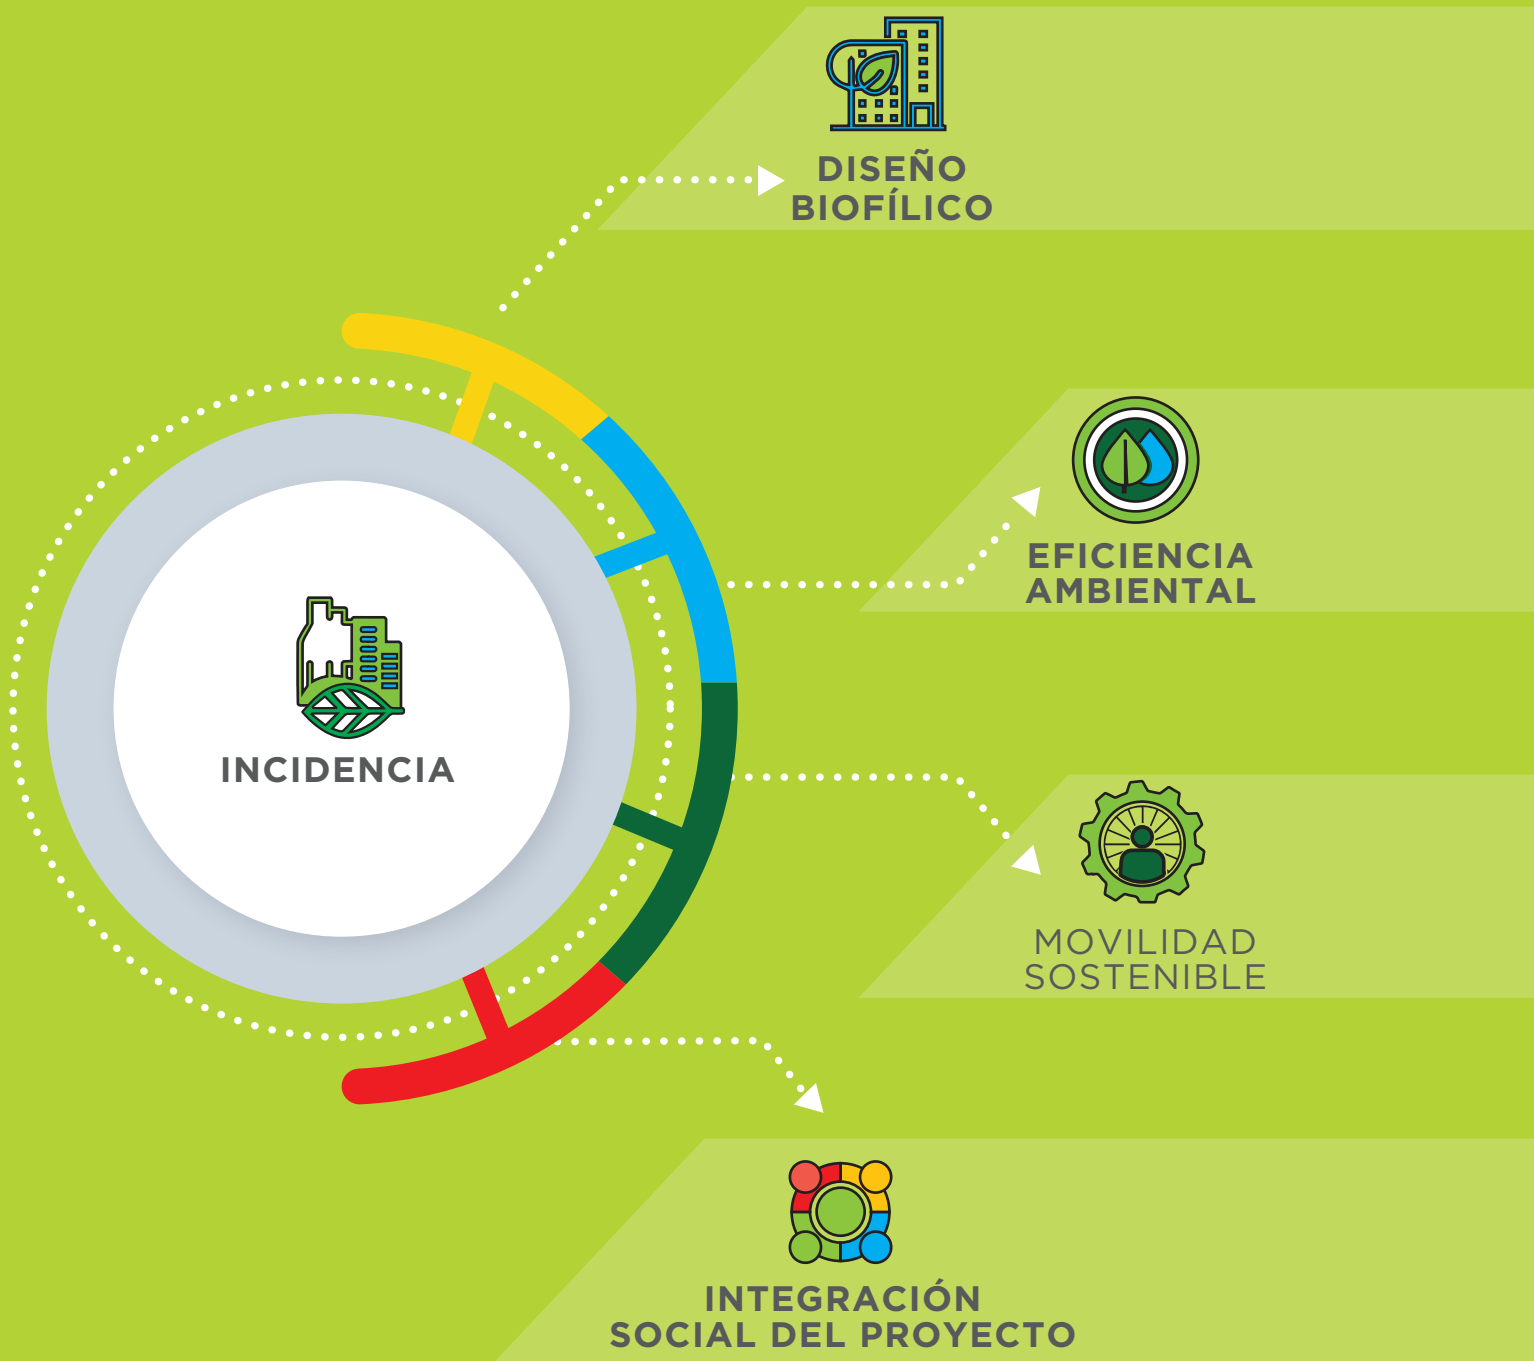 DISEÑO
BIOFÍLICO
EFICIENCIA
AMBIENTAL
INCIDENCIA
MOVILIDAD
SOSTENIBLE
INTEGRACIÓN
SOCIAL DEL PROYECTO